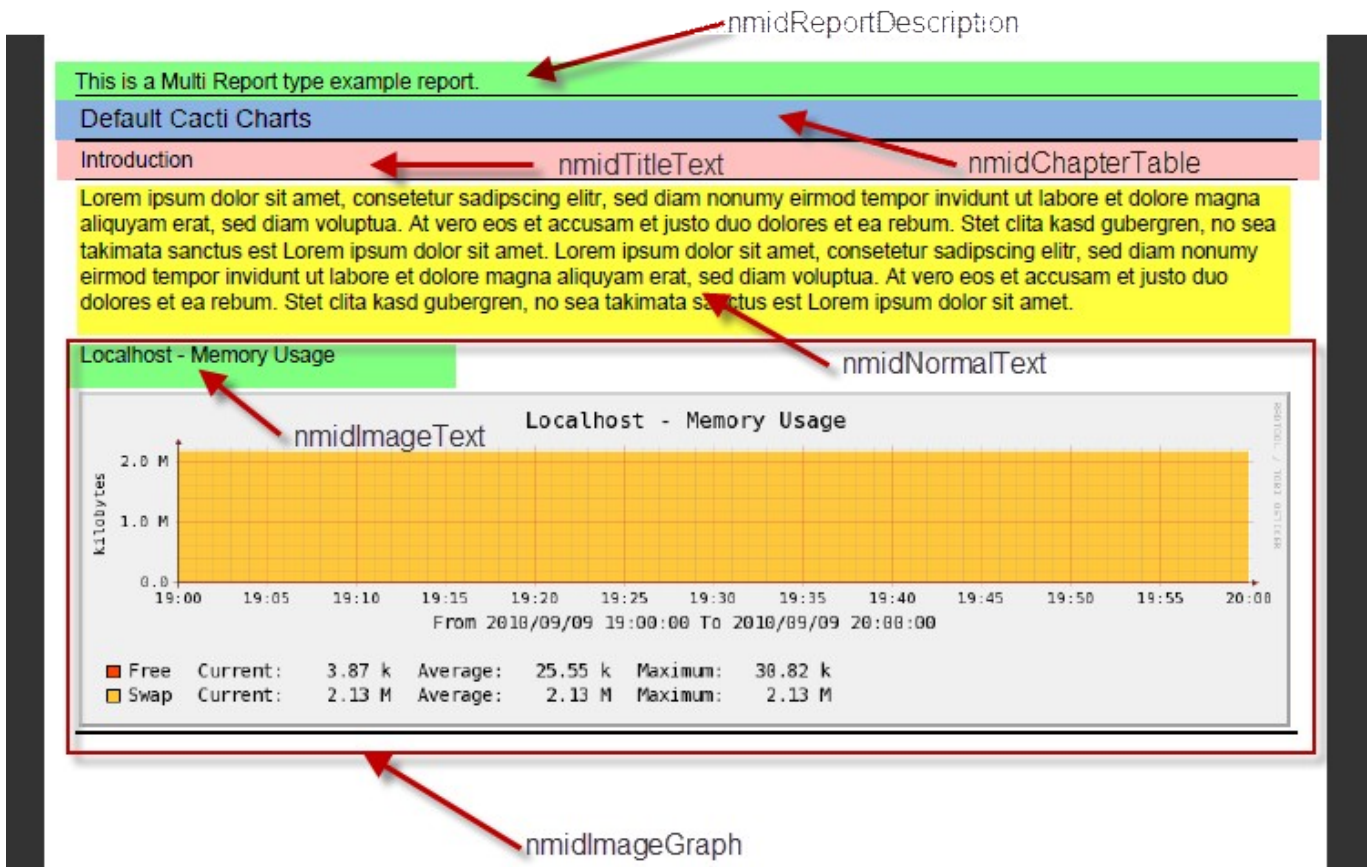 nmidReportDescription
This is a Multi Report type example report.
Default Cacti Charts
Introduction
nmidTitleText
nmidChapterTable
Lorem ipsum dolor sit amet, consetetur sadipscing elitr, sed diam nonumy eirmod tempor invidunt ut labore et dolore magna
aliquyam erat, sed diam voluptua. At vero eos et accusam et justo duo dolores et ea rebum. Stet clita kasd gubergren, no sea
takimata sanctus est Lorem ipsum dolor sit amet. Lorem ipsum dolor sit amet, consetetur sadipscing elitr, sed diam nonumy
eirmod tempor invidunt ut labore et dolore magna aliquyam erat, sed diam voluptua. At vero eos et accusam et justo duo
dolores et ea rebum. Stet clita kasd gubergren, no sea takimata sanctus est Lorem ipsum dolor sit amet.
Localhost - Memory Usage
nmidNormalText
nmidImageText
Localhost - Memory Usage
RRDTOOL / TOBI OETIKER
kilobytes
2.0 M
1.0 M
0.0
19:00 19:05 19:10 19:15 19:20 19:25 19:30 19:35 19:40 19:45 19:50 19:55 20:00
From 2010/09/09 19:00:00 To 2010/09/09 20:00:00
Free Current: 3.87 k Average: 25.55 k Maximum: 30.82 k
Swap Current: 2.13 M Average: 2.13 M Maximum: 2.13 M
nmidImageGraph